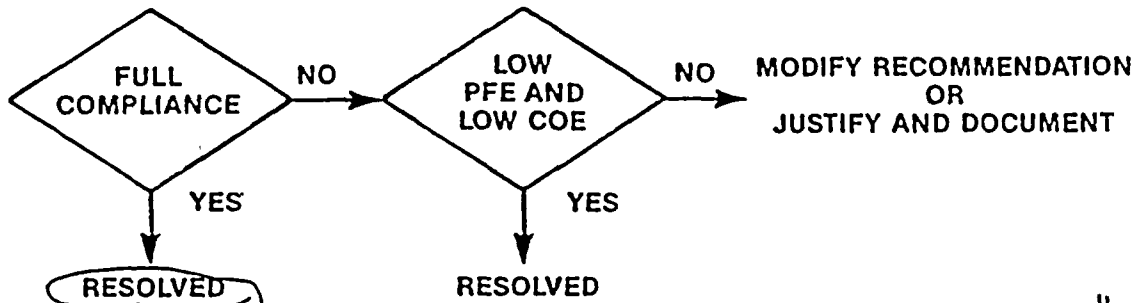 FULL
COMPLIANCE
NO
LOW
PFE AND
LOW COE
NO
MODIFY RECOMMENDATION
OR
JUSTIFY AND DOCUMENT
YES
YES
RESOLVED
RESOLVED